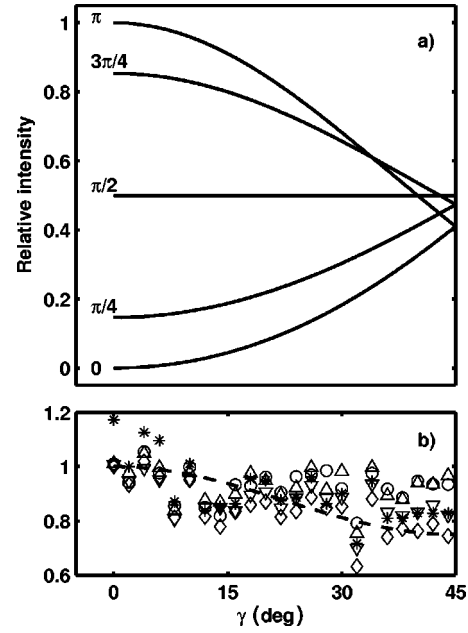 1
π
a)
3π/4
0.8
Relative intensity
0.6
π/2
0.4
0.2
π/4
0
0
1.2
b)
1.0
0.8
0.6
0
15
30
45
γ (deg)